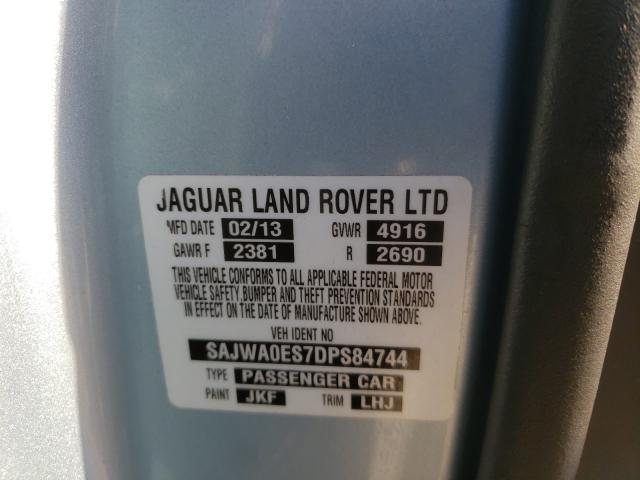 JAGUAR LAND ROVER LTD
MFD DATE 02/13 GVWR 4916
GAWR F 2381 R 2690
THIS VEHICLE CONFORMS TO ALL APPLICABLE FEDERAL MOTOR
VEHICLE SAFETY, BUMPER AND THEFT PREVENTION STANDARDS
IN EFFECT ON THE DATE OF MANUFACTURE SHOWN ABOVE.
VEH IDENT NO
SAJWA0ES7DPS84744
TYPE PASSENGER CAR
PAINT JKF TRIM LHJ